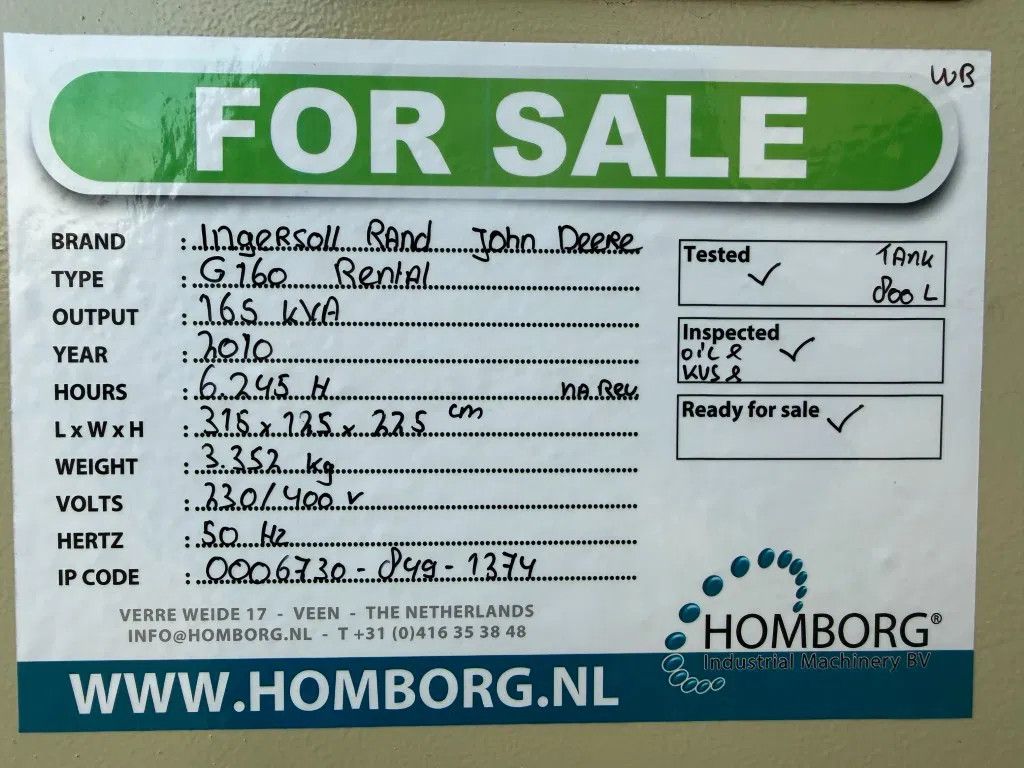 WB
FOR SALE
BRAND : Ingersoll Rand John Deere
TYPE : G160 Rental
OUTPUT : 165 kVA
YEAR : 2010
HOURS : 6.245 H na Rev.
L x W x H : 315 x 125 x 225 cm
WEIGHT : 3.352 kg
VOLTS : 230/400 v
HERTZ : 50 Hz
IP CODE : 0006730-849-1374
Tested ✓ TANK
800 L
Inspected ✓
Ready for sale ✓
VERRE WEIDE 17 - VEEN - THE NETHERLANDS
INFO@HOMBORG.NL - T +31 (0)416 35 38 48
HOMBORG®
Industrial Machinery BV
WWW.HOMBORG.NL